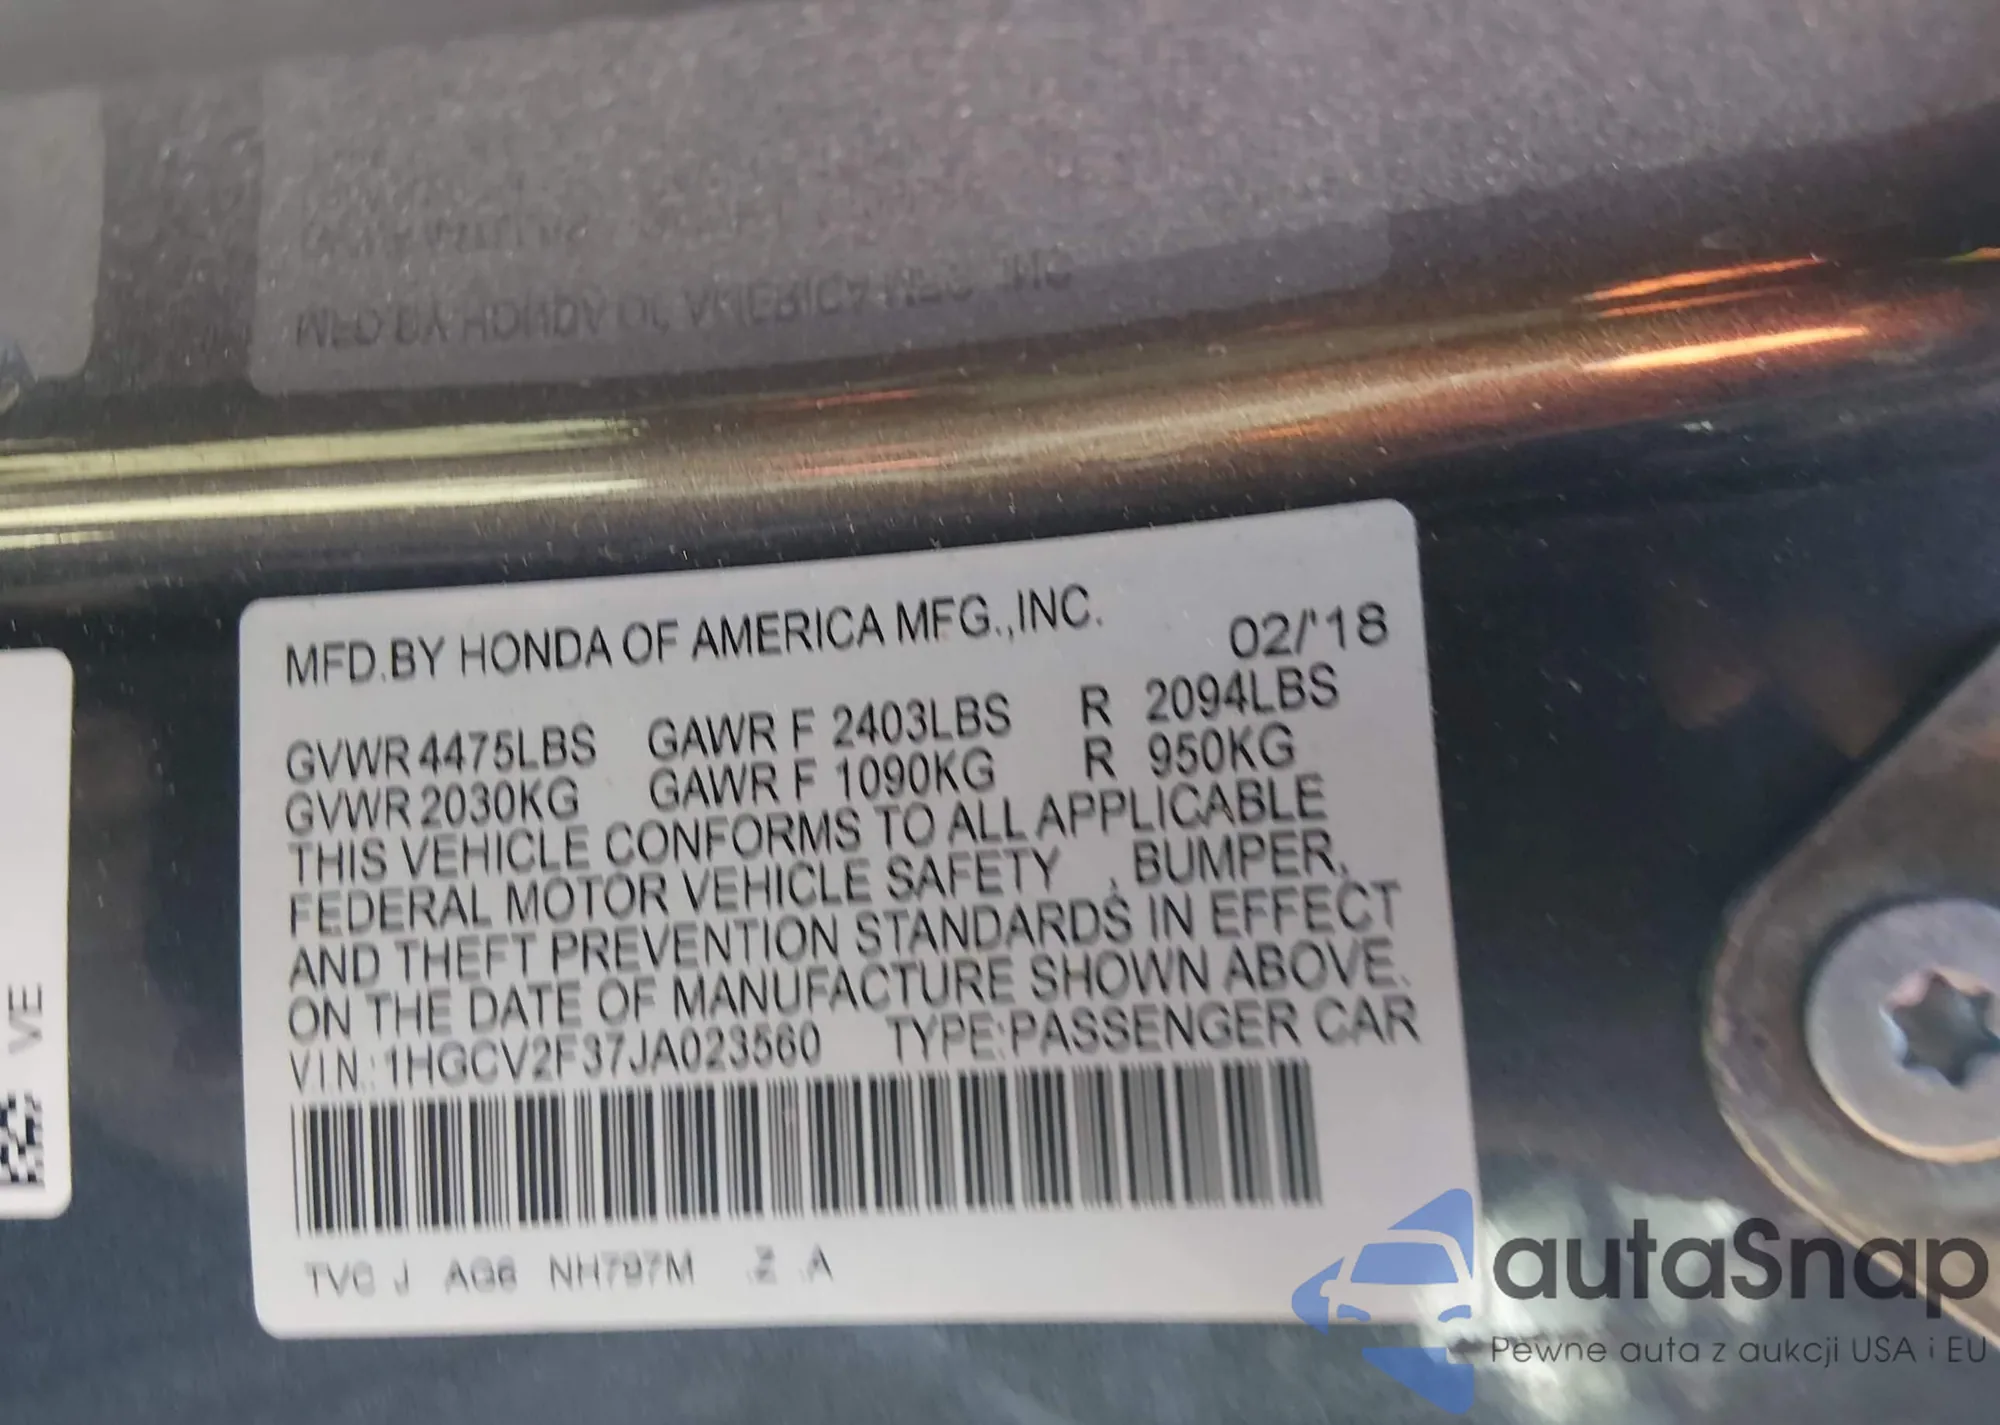 MFD.BY HONDA OF AMERICA MFG.,INC. 02/'18
GVWR 4475LBS GAWR F 2403LBS R 2094LBS
GVWR 2030KG GAWR F 1090KG R 950KG
THIS VEHICLE CONFORMS TO ALL APPLICABLE
FEDERAL MOTOR VEHICLE SAFETY , BUMPER,
AND THEFT PREVENTION STANDARDS IN EFFECT
ON THE DATE OF MANUFACTURE SHOWN ABOVE.
V.I.N.: 1HGCV2F37JA023560 TYPE:PASSENGER CAR
J NH797M A
VE
autaSnap
Pewne auta z aukcji USA i EU